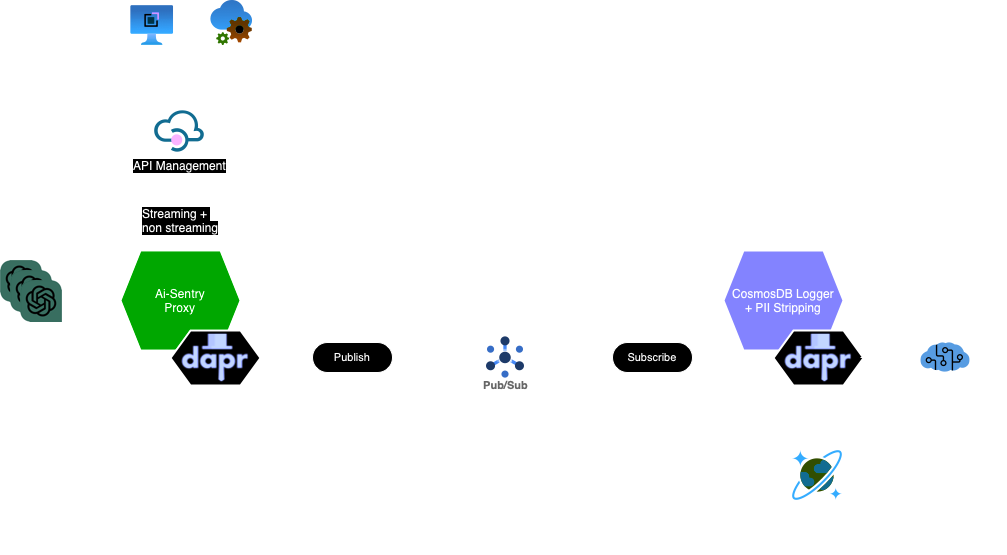 API Management
Streaming +
non streaming
Ai-Sentry
Proxy
CosmosDB Logger
+ PII Stripping
dapr
Publish
Pub/Sub
Subscribe
dapr